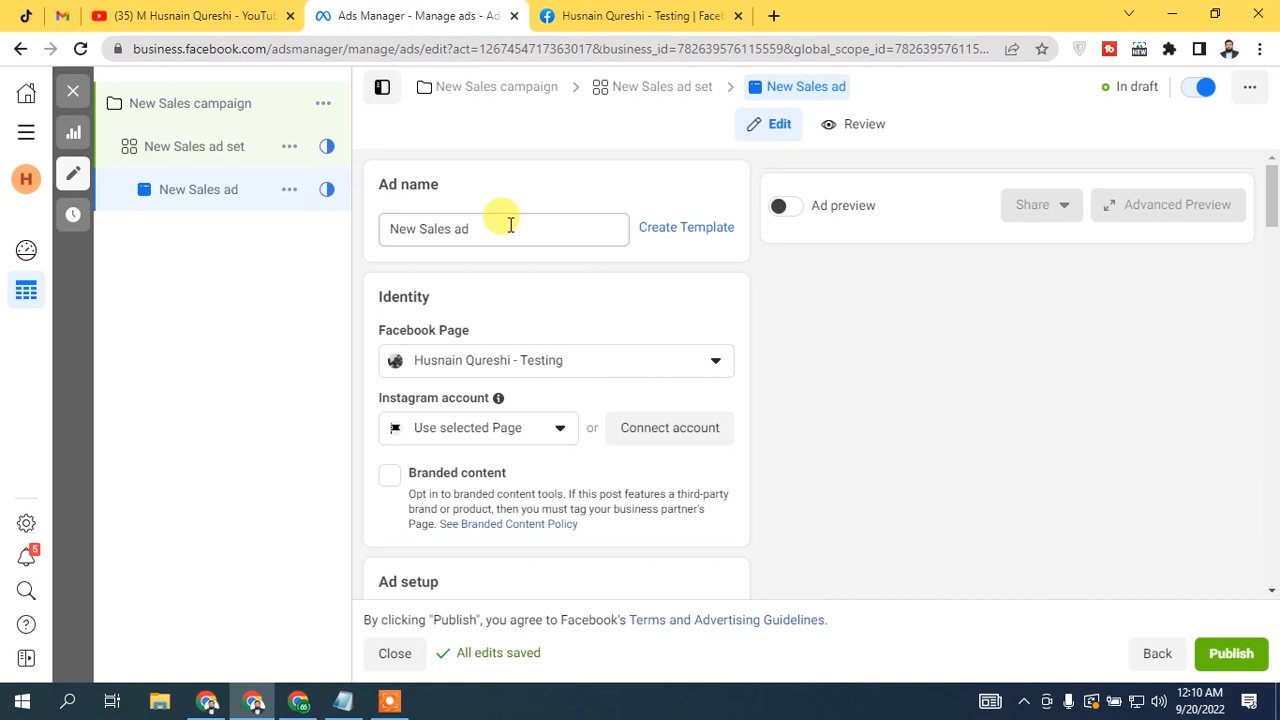 (35) M Husnain Qureshi - YouTu
Ads Manager - Manage ads - Ad
Husnain Qureshi - Testing | Faceb
business.facebook.com/adsmanager/manage/ads/edit?act=1267454717363017&business_id=782639576115559&global_scope_id=78263957611555...
NEW
New Sales campaign
New Sales ad set
New Sales ad
In draft
Edit
Review
New Sales campaign
New Sales ad set
New Sales ad
H
Ad name
New Sales ad
Create Template
Ad preview
Share
Advanced Preview
Identity
Facebook Page
Husnain Qureshi - Testing
Instagram account
Use selected Page
or
Connect account
Branded content
Opt in to branded content tools. If this post features a third-party
brand or product, then you must tag your business partner's
Page. See Branded Content Policy
Ad setup
5
By clicking "Publish", you agree to Facebook's Terms and Advertising Guidelines.
Close
All edits saved
Back
Publish
12:10 AM
9/20/2022